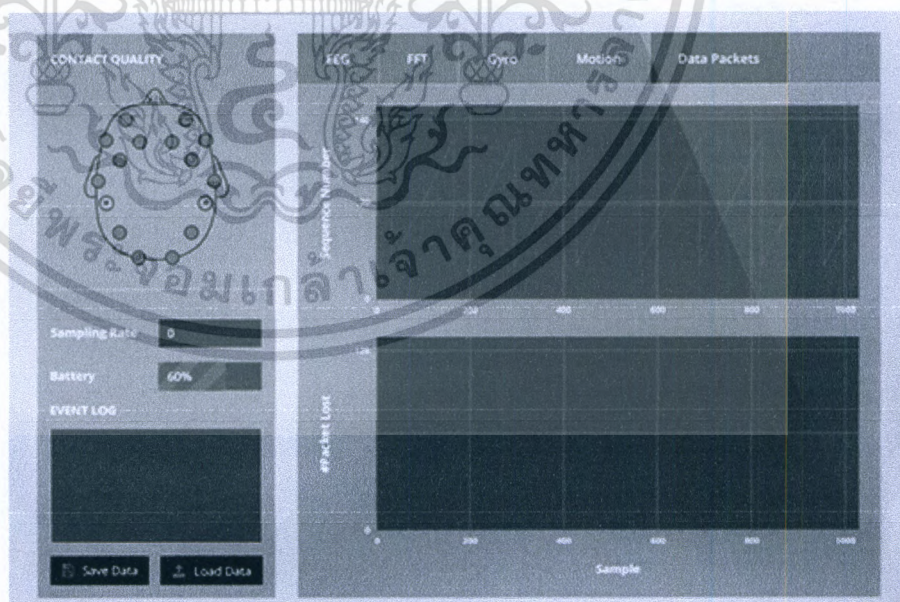 CONTACT QUALITY
EEG FFT Gyro Motion Data Packets
Sequence Number
0 200 400 600 800 1000
พระจอมเกล้าเจ้าคุณทหาร
Sampling Rate 0
Battery 60%
EVENT LOG
128
#Packet Lost
0
0 200 400 600 800 1000
Sample
Save Data Load Data